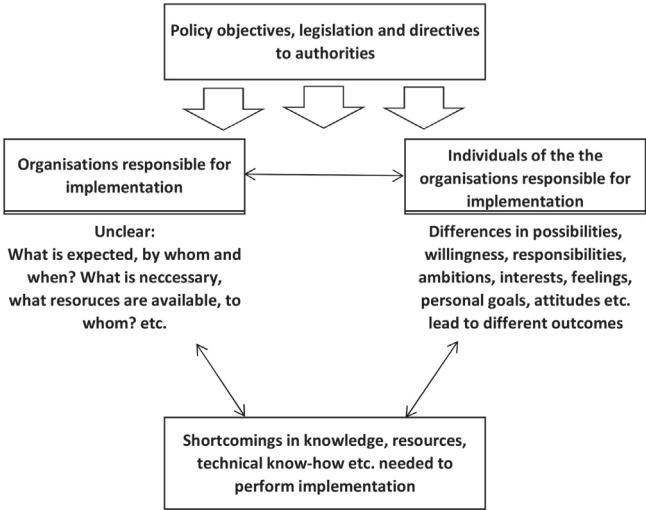 Policy objectives, legislation and directives
to authorities
Organisations responsible for
implementation
Individuals of the the
organisations responsible for
implementation
Unclear:
What is expected, by whom and
when? What is neccessary,
what resoruces are available, to
whom? etc.
Differences in possibilities,
willingness, responsibilities,
ambitions, interests, feelings,
personal goals, attitudes etc.
lead to different outcomes
Shortcomings in knowledge, resources,
technical know-how etc. needed to
perform implementation